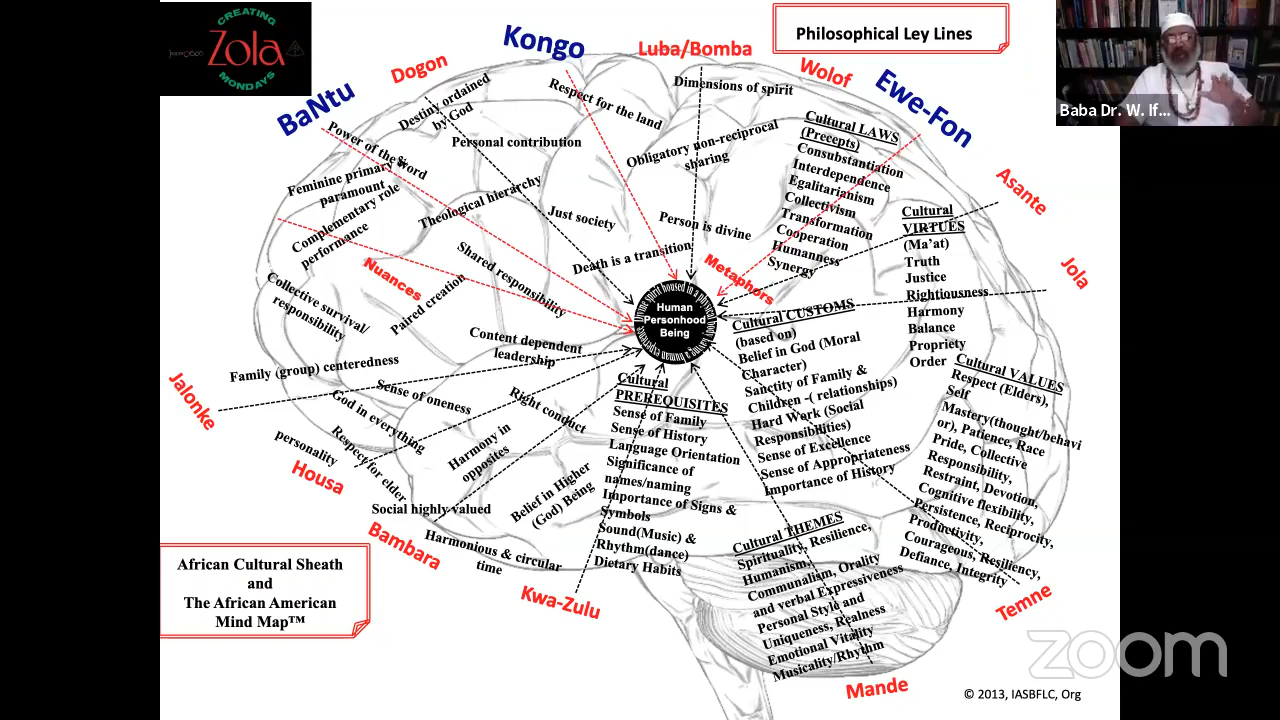 CREATING
Zola
MONDAYS
Philosophical Ley Lines
Baba Dr. W. If...
BaNtu
Dogon
Kongo
Luba/Bomba
Wolof
Ewe-Fon
Asante
Jola
Jalonke
Housa
Bambara
Kwa-Zulu
Mande
Temne
Power of the word
Destiny ordained
by God
Personal contribution
Respect for the land
Dimensions of spirit
Obligatory non-reciprocal
sharing
Feminine primary &
paramount
Complementary role
performance
Theological hierarchy
Just society
Person is divine
Death is a transition
Nuances
Metaphors
Shared responsibility
Paired creation
Collective survival/
responsibility
Content dependent
leadership
Family (group) centeredness
Sense of oneness
God in everything
Right conduct
personality
Respect for elder
Harmony in
opposites
Social highly valued
Belief in Higher
(God) Being
Harmonious & circular
time
Divine spirit housed in a physical body having a human experience
Human
Personhood
Being
Cultural LAWS
(Precepts)
Consubstantiation
Interdependence
Egalitarianism
Collectivism
Transformation
Cooperation
Humanness
Synergy
Cultural
VIRTUES
(Ma'at)
Truth
Justice
Rightiousness
Harmony
Balance
Propriety
Order
Cultural CUSTOMS
(based on)
Belief in God (Moral
Character)
Sanctity of Family &
Children -( relationships)
Hard Work (Social
Responsibilities)
Sense of Excellence
Sense of Appropriateness
Importance of History
Cultural VALUES
Respect (Elders),
Self
Mastery(thought/behavi
or), Patience, Race
Pride, Collective
Responsibility,
Restraint, Devotion,
Cognitive flexibility,
Persistence, Reciprocity,
Productivity,
Courageous, Resiliency,
Defiance, Integrity
Cultural
PREREQUISITES
Sense of Family
Sense of History
Language Orientation
Significance of
names/naming
Importance of Signs &
Symbols
Sound(Music) &
Rhythm(dance)
Dietary Habits
Cultural THEMES
Spirituality, Resilience,
Humanism,
Communalism, Orality
and verbal Expressiveness
Personal Style and
Uniqueness, Realness
Emotional Vitality
Musicality/Rhythm
African Cultural Sheath
and
The African American
Mind Map™
zoom
© 2013, IASBFLC, Org